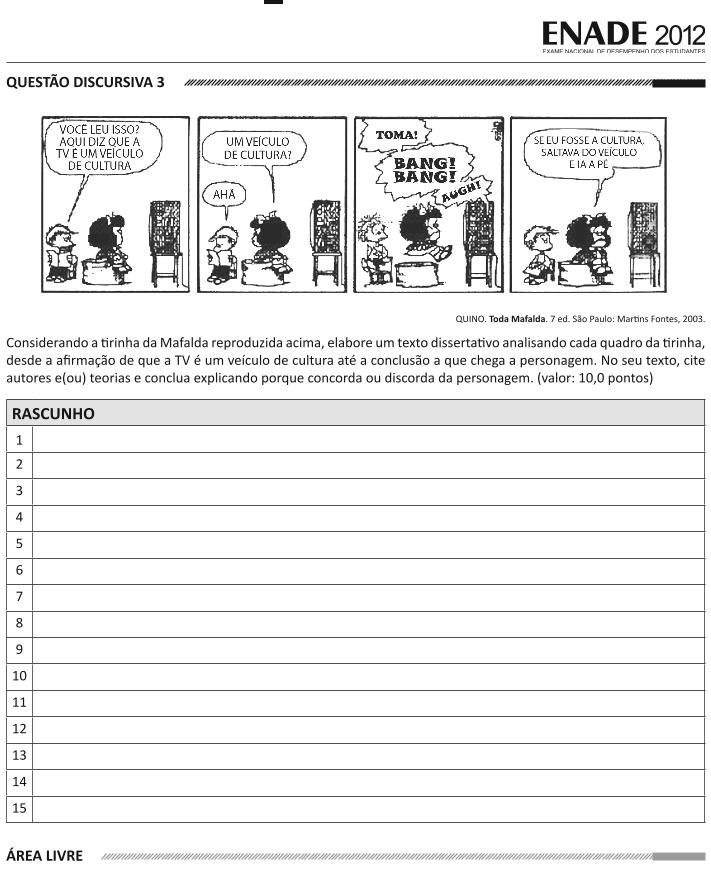 ENADE 2012
EXAME NACIONAL DE DESEMPENHO DOS ESTUDANTES
QUESTÃO DISCURSIVA 3
VOCÊ LEU ISSO?
AQUI DIZ QUE A
TV É UM VEÍCULO
DE CULTURA
UM VEÍCULO
DE CULTURA?
AHÃ
TOMA!
BANG!
BANG!
AUGH!
SE EU FOSSE A CULTURA,
SALTAVA DO VEÍCULO
E IA A PÉ
QUINO. Toda Mafalda. 7 ed. São Paulo: Martins Fontes, 2003.
Considerando a tirinha da Mafalda reproduzida acima, elabore um texto dissertativo analisando cada quadro da tirinha,
desde a afirmação de que a TV é um veículo de cultura até a conclusão a que chega a personagem. No seu texto, cite
autores e(ou) teorias e conclua explicando porque concorda ou discorda da personagem. (valor: 10,0 pontos)
RASCUNHO
1
2
3
4
5
6
7
8
9
10
11
12
13
14
15
ÁREA LIVRE